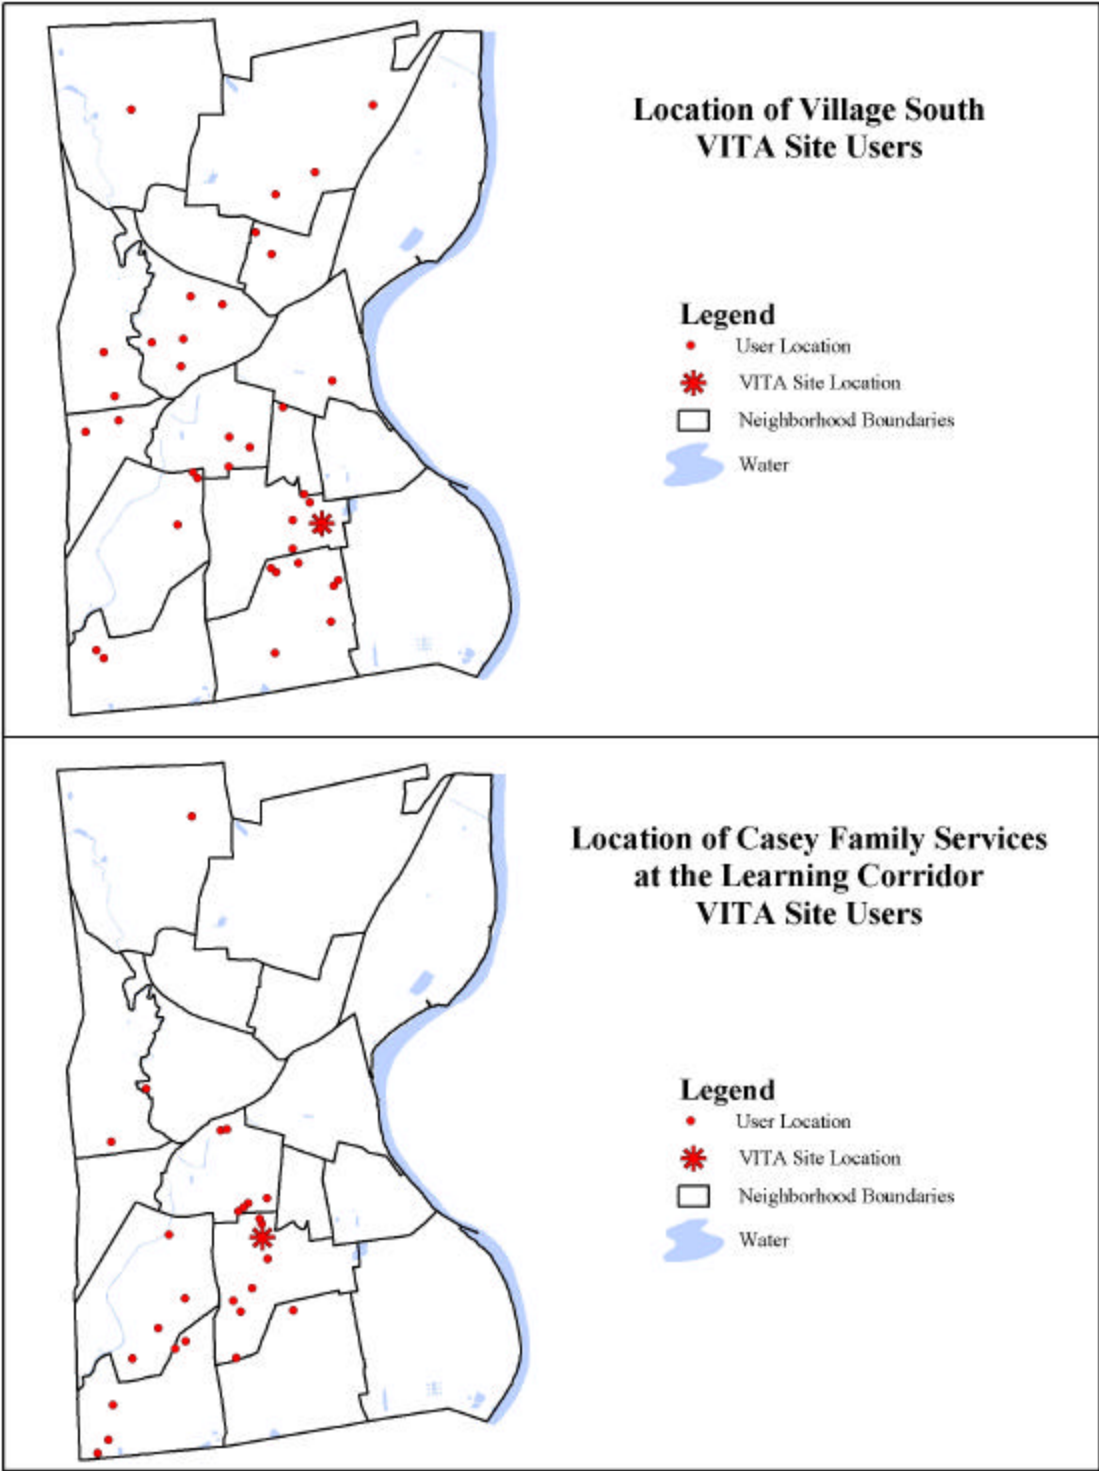 Location of Village South
VITA Site Users
Legend
User Location
VITA Site Location
Neighborhood Boundaries
Water
Location of Casey Family Services
at the Learning Corridor
VITA Site Users
Legend
User Location
VITA Site Location
Neighborhood Boundaries
Water